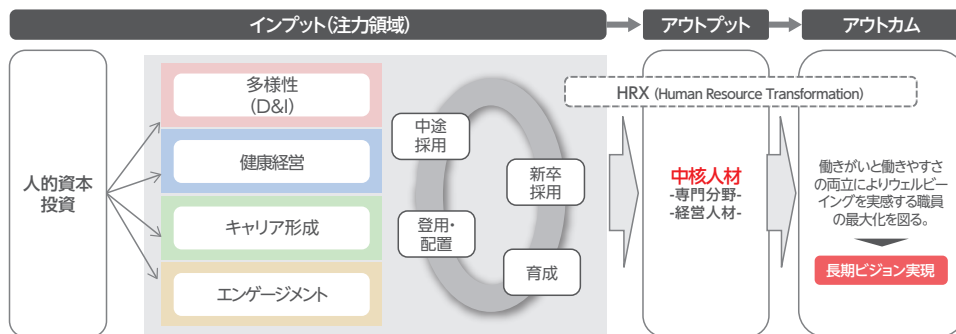 インプット(注力領域)
アウトプット
アウトカム
人的資本
投資
多様性
(D&I)
健康経営
キャリア形成
エンゲージメント
中途
採用
新卒
採用
登用・
配置
育成
HRX (Human Resource Transformation)
中核人材
-専門分野-
-経営人材-
働きがいと働きやすさ
の両立によりウェルビー
イングを実感する職員
の最大化を図る。
長期ビジョン実現